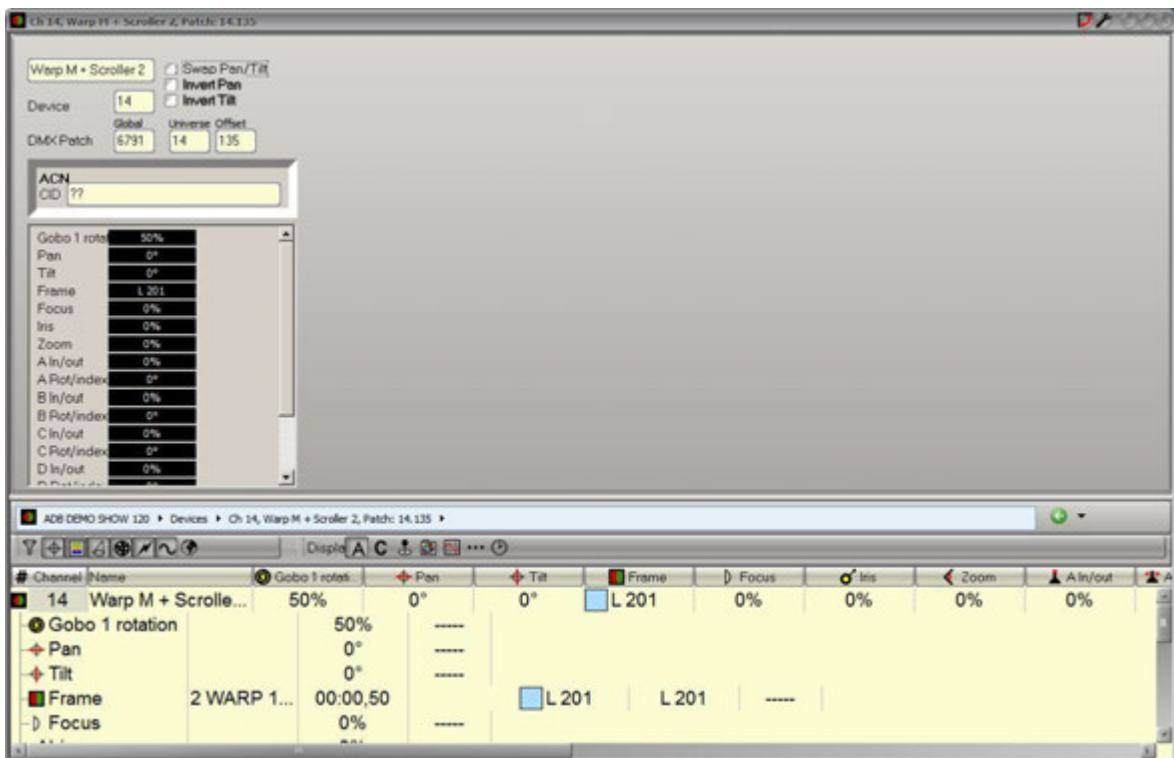 Ch 14, Warp M + Scroller 2, Patch: 14.135
Warp M + Scroller 2
Swap Pan/Tilt
Invert Pan
Device 14 Invert Tilt
Global Universe Offset
DMX Patch 6791 14 135
ACN
CID ??
Gobo 1 rotat 50%
Pan 0°
Tilt 0°
Frame L 201
Focus 0%
Iris 0%
Zoom 0%
A In/out 0%
A Rot/index 0°
B In/out 0%
B Rot/index 0°
C In/out 0%
C Rot/index 0°
D In/out 0%
ADB DEMO SHOW 120 Devices Ch 14, Warp M + Scroller 2, Patch: 14.135
Displa A C
# Channel Name Gobo 1 rotati... Pan Tilt Frame Focus Iris Zoom A In/out A
14 Warp M + Scrolle... 50% 0° 0° L 201 0% 0% 0% 0%
Gobo 1 rotation 50% -----
Pan 0° -----
Tilt 0° -----
Frame 2 WARP 1... 00:00,50 L 201 L 201 -----
Focus 0% -----